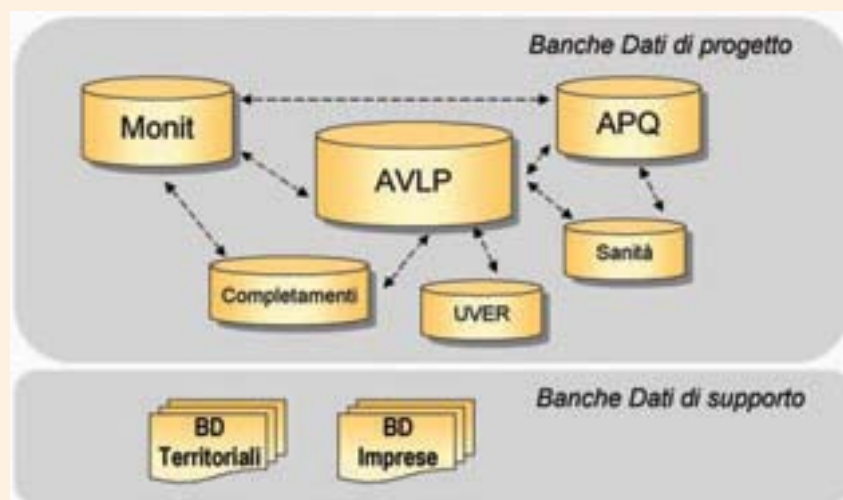 Banche Dati di progetto
Monit
APQ
AVLP
Sanità
Completamenti
UVER
Banche Dati di supporto
BD
Territoriali
BD
Imprese